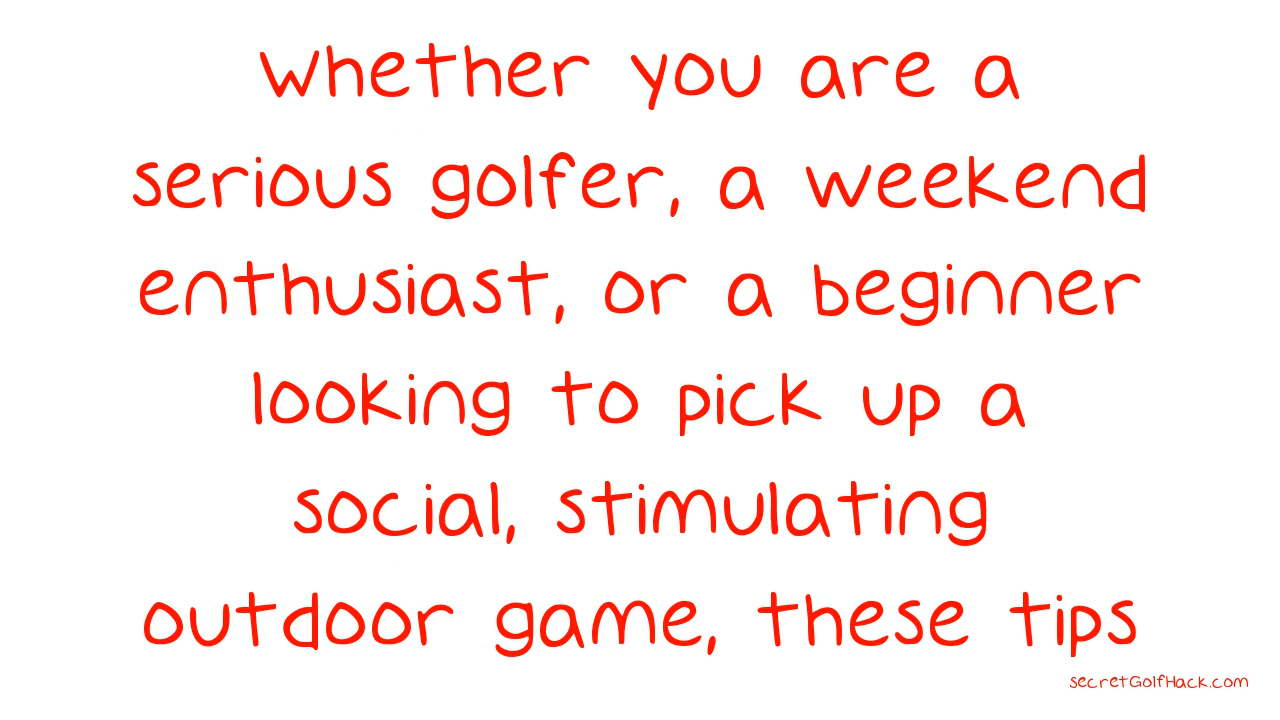 Whether you are a
serious golfer, a weekend
enthusiast, or a beginner
looking to pick up a
social, stimulating
outdoor game, these tips
secretGolfHack.com